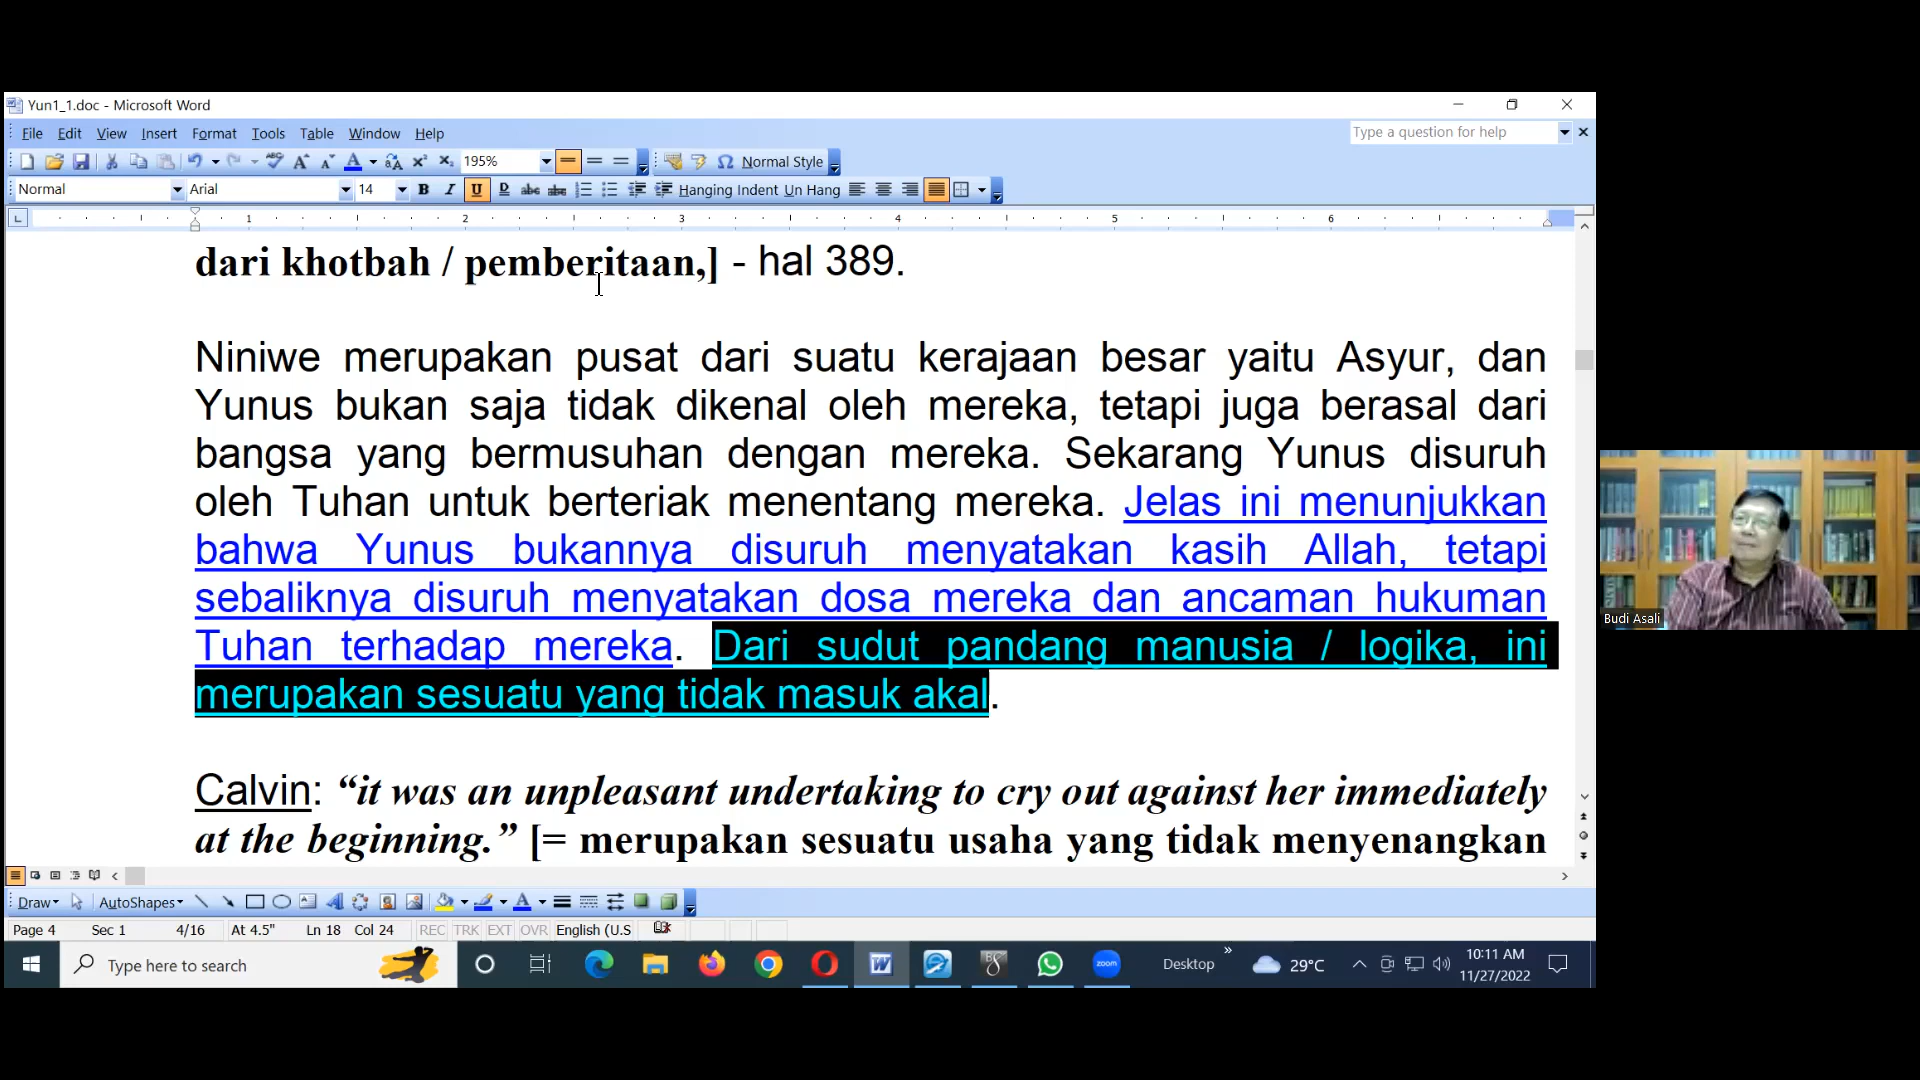 Yun1_1.doc - Microsoft Word
File Edit View Insert Format Tools Table Window Help
Type a question for help
195%
Normal Style
Normal
Arial
14
Hanging Indent Un Hang
1 2 3 4 5 6
dari khotbah / pemberitaan,] - hal 389.
Niniwe merupakan pusat dari suatu kerajaan besar yaitu Asyur, dan
Yunus bukan saja tidak dikenal oleh mereka, tetapi juga berasal dari
bangsa yang bermusuhan dengan mereka. Sekarang Yunus disuruh
oleh Tuhan untuk berteriak menentang mereka. Jelas ini menunjukkan
bahwa Yunus bukannya disuruh menyatakan kasih Allah, tetapi
sebaliknya disuruh menyatakan dosa mereka dan ancaman hukuman
Tuhan terhadap mereka. Dari sudut pandang manusia / logika, ini
merupakan sesuatu yang tidak masuk akal.
Calvin: “it was an unpleasant undertaking to cry out against her immediately
at the beginning.” [= merupakan sesuatu usaha yang tidak menyenangkan
Budi Asali
Draw AutoShapes
Page 4 Sec 1 4/16 At 4.5" Ln 18 Col 24 REC TRK EXT OVR English (U.S
Type here to search
zoom
Desktop
29°C
10:11 AM
11/27/2022